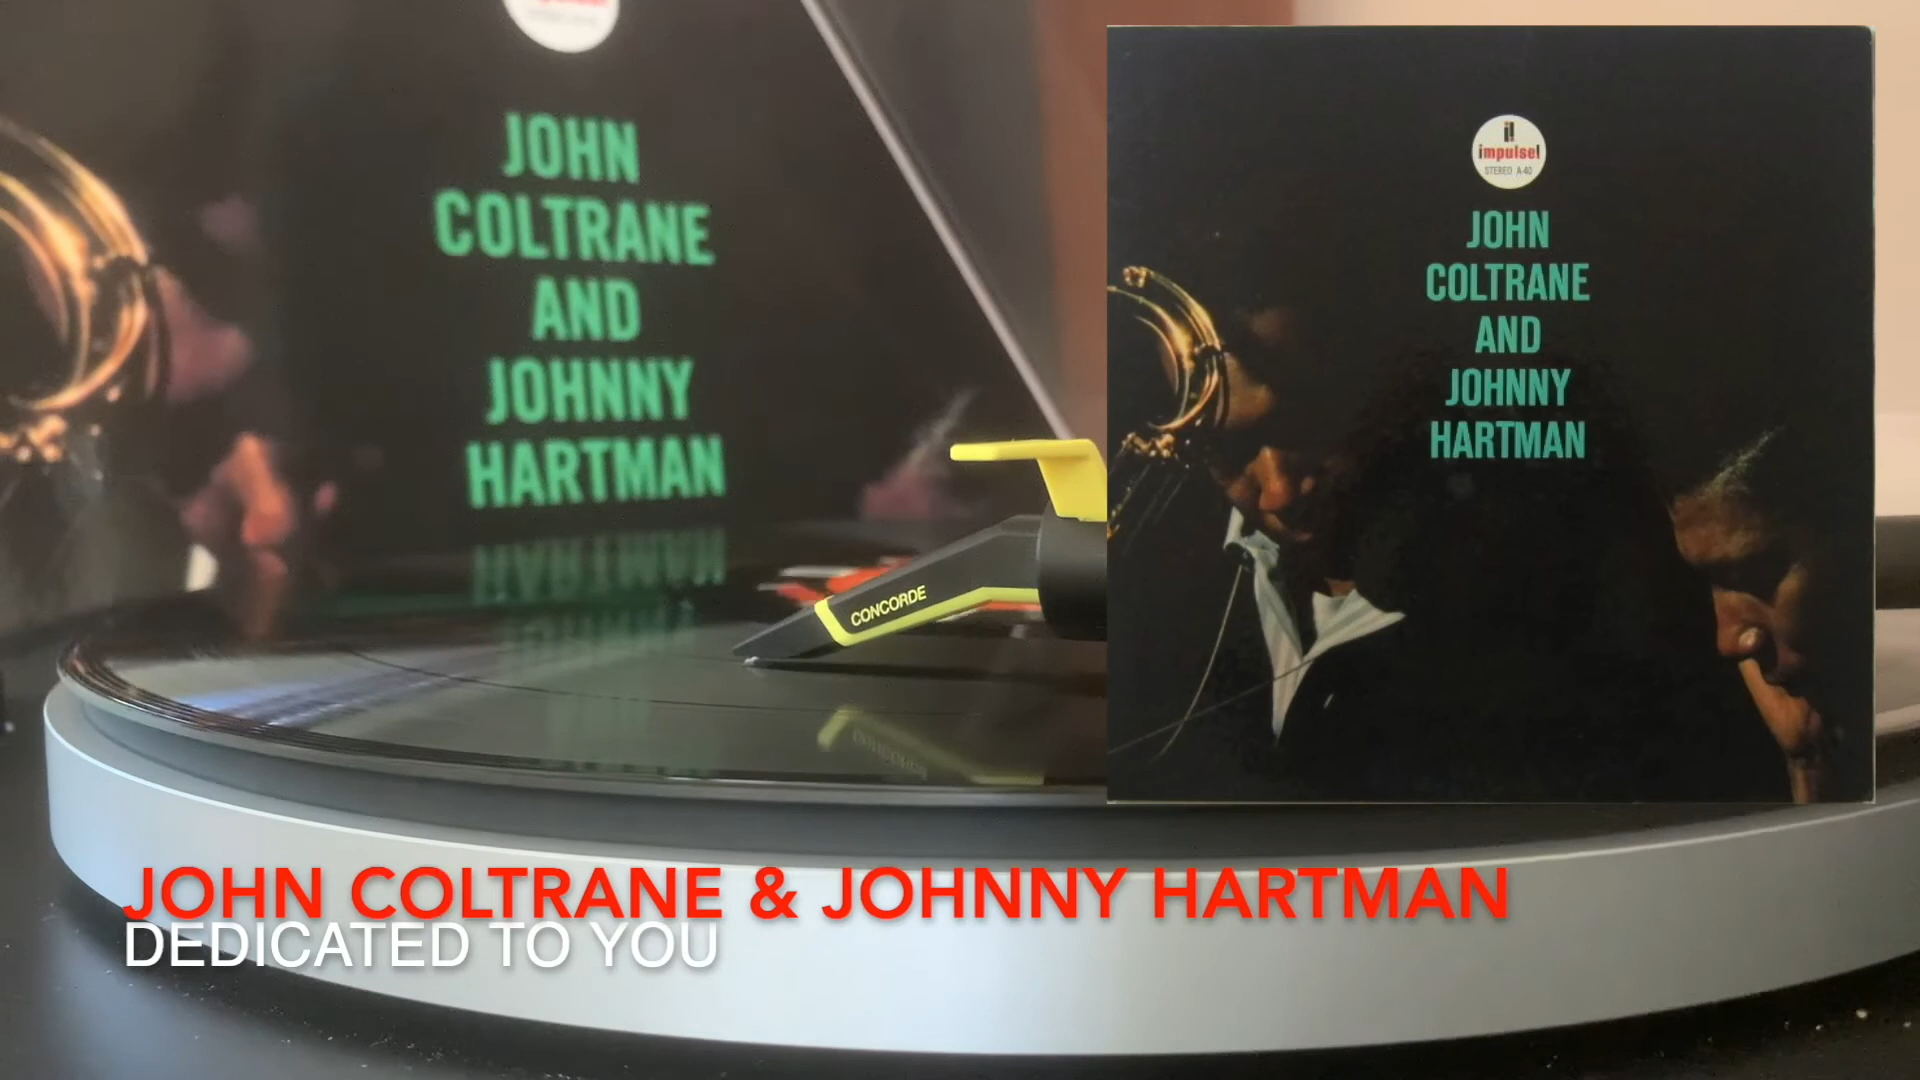 JOHN
COLTRANE
AND
JOHNNY
HARTMAN
impulse!
STEREO A-40
JOHN
COLTRANE
AND
JOHNNY
HARTMAN
CONCORDE
JOHN COLTRANE & JOHNNY HARTMAN
DEDICATED TO YOU